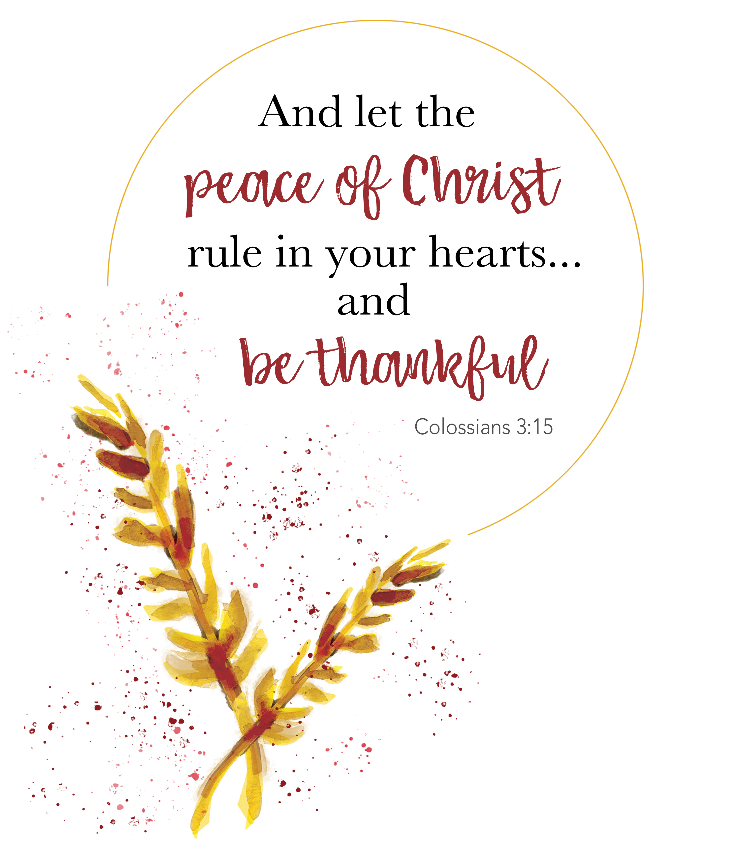 And let the
peace of Christ
rule in your hearts...
and
be thankful
Colossians 3:15